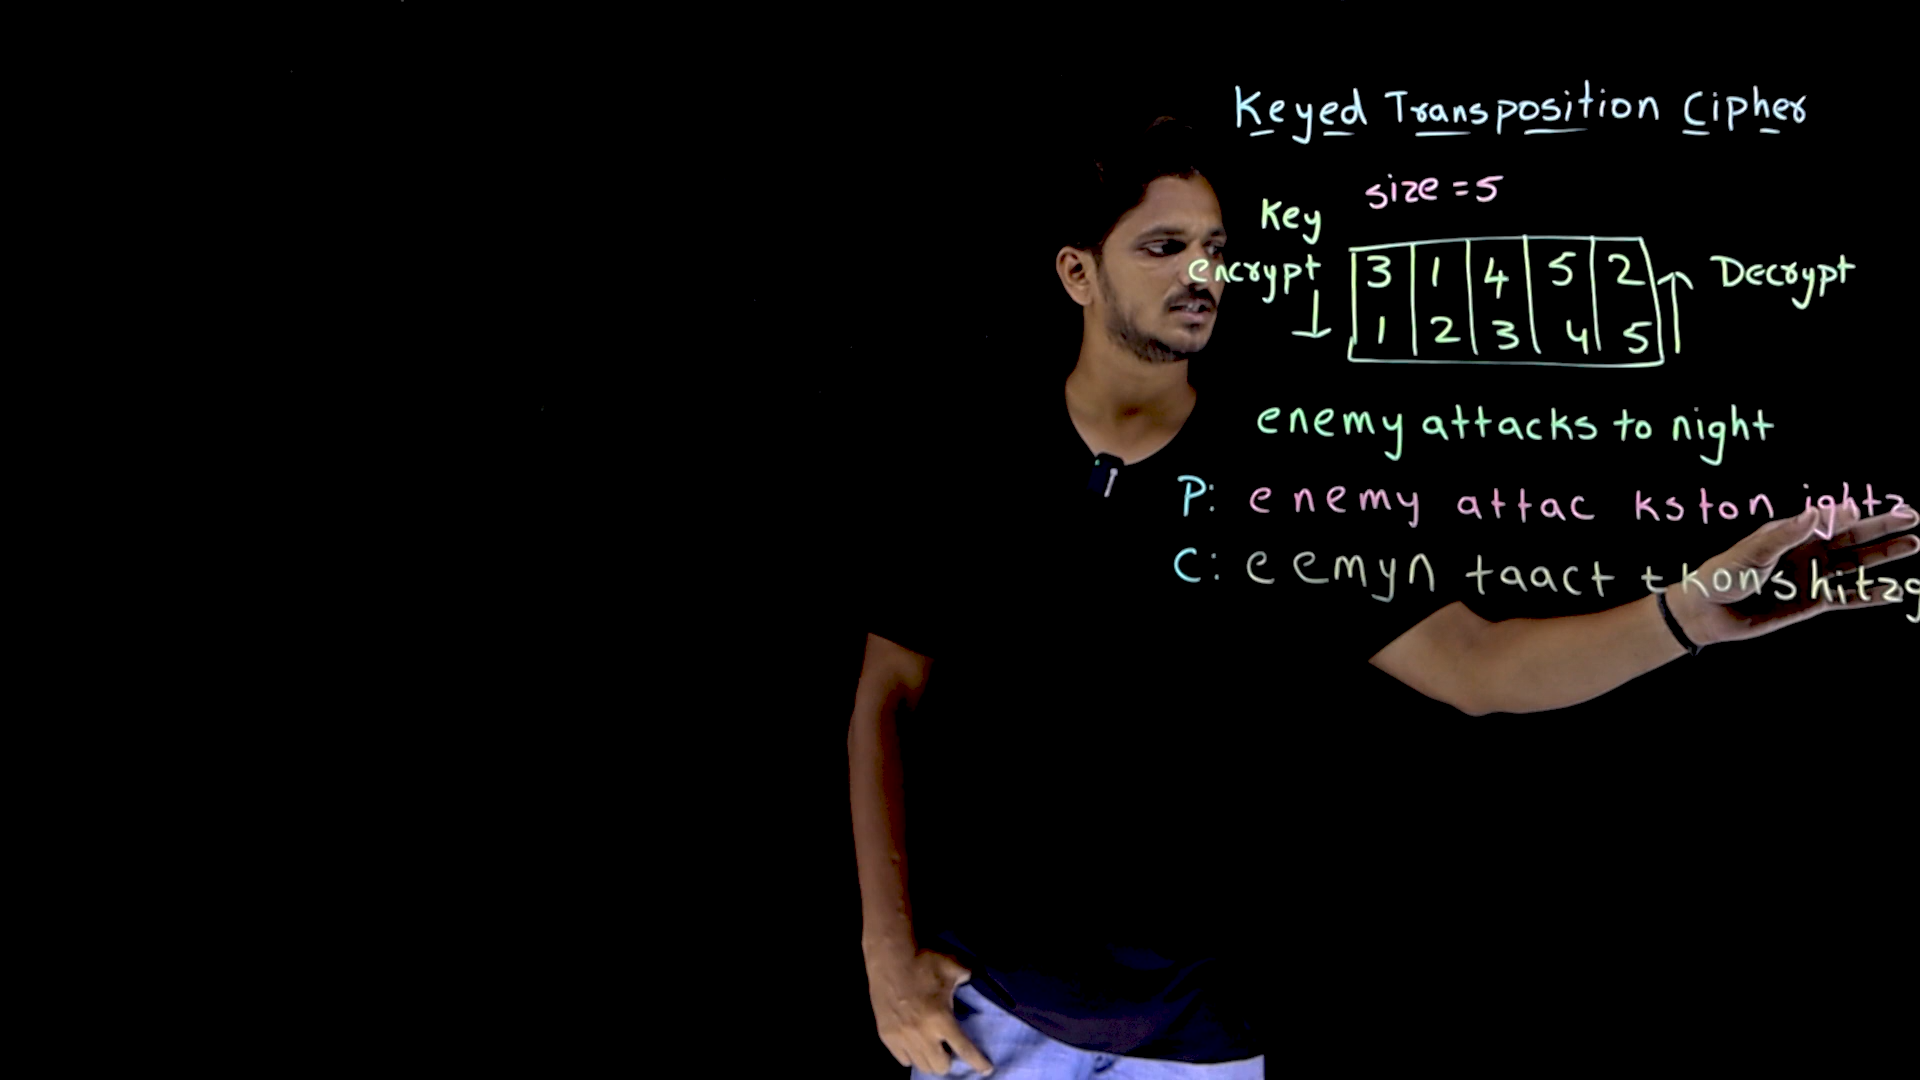 Keyed Transposition Cipher
size = 5
Key
encrypt ↓ 3 1 4 5 2 ↑ Decrypt
1 2 3 4 5
enemy attacks to night
P: enemy attac kston ightz
C: eemyn taact tkons hitzg